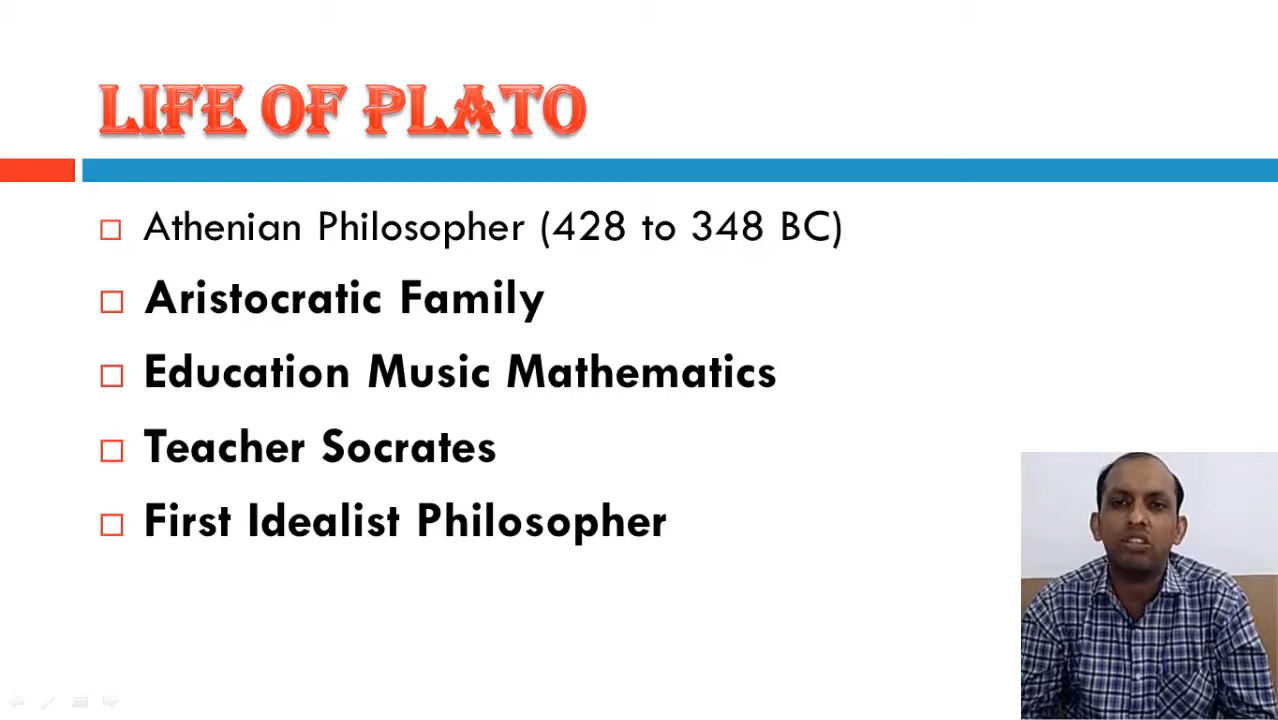 LIFE OF PLATO
Athenian Philosopher (428 to 348 BC)
Aristocratic Family
Education Music Mathematics
Teacher Socrates
First Idealist Philosopher